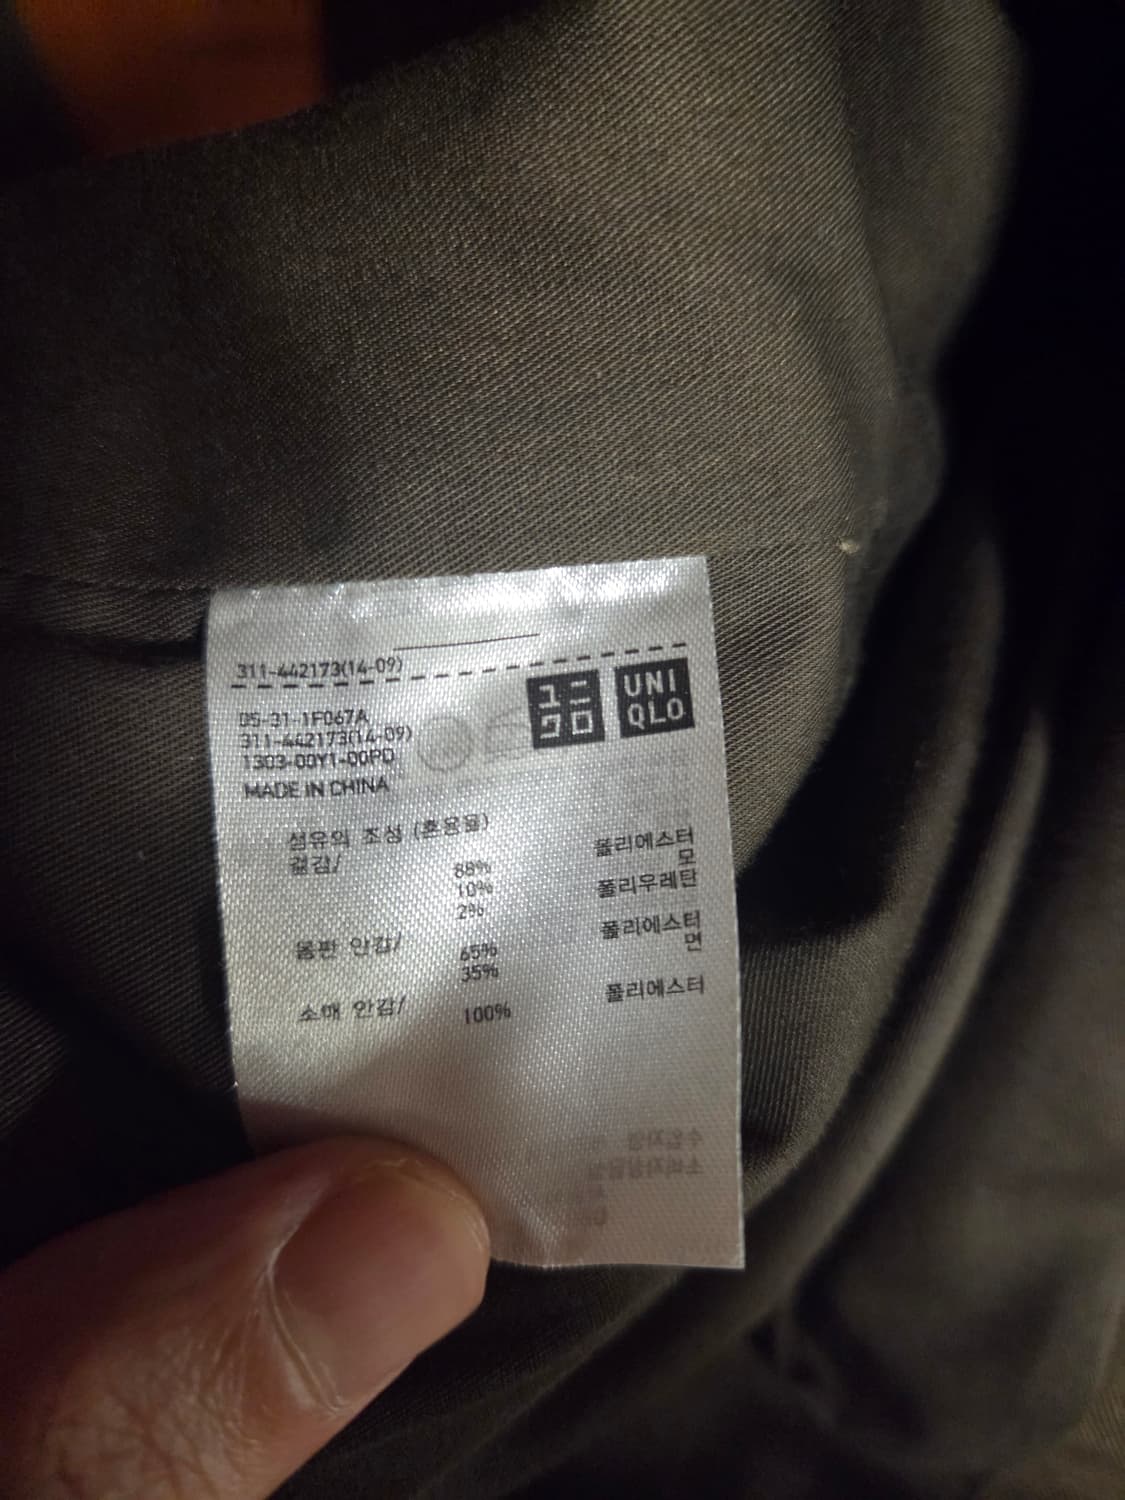 311-442173(14-09)
ユニ
クロ
UNI
QLO
05-31-1F067A
311-442173(14-09)
1303-00Y1-00PD
MADE IN CHINA
섬유의 조성 (혼용율)
겉감/ 88% 폴리에스터
10% 모
2% 폴리우레탄
몸판 안감/ 65% 폴리에스터
35% 면
소매 안감/ 100% 폴리에스터